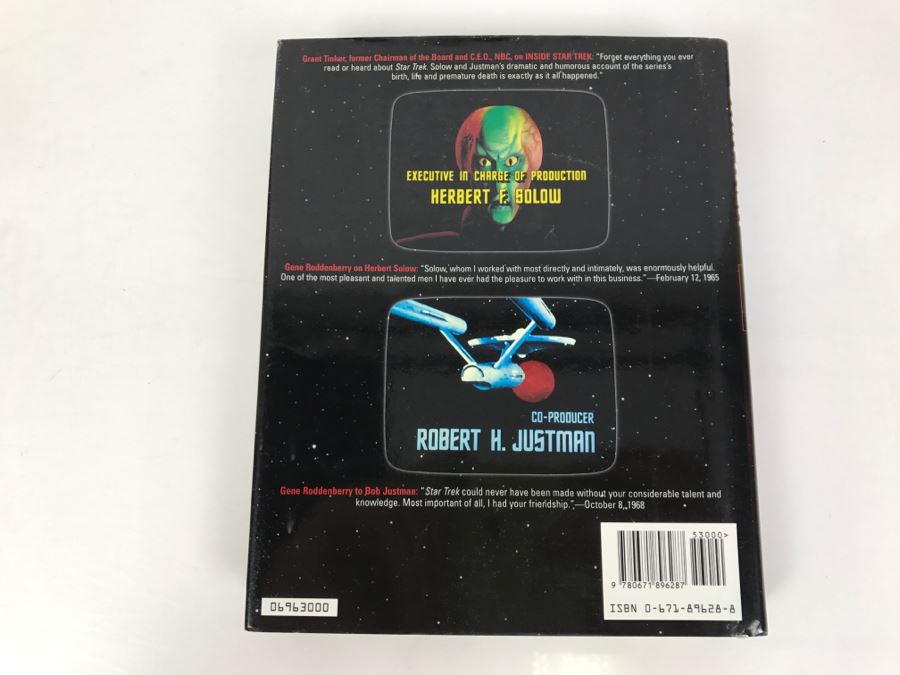 Grant Tinker, former Chairman of the Board and C.E.O., NBC, on INSIDE STAR TREK: "Forget everything you ever
read or heard about Star Trek. Solow and Justman's dramatic and humorous account of the series's
birth, life and premature death is exactly as it all happened."
EXECUTIVE IN CHARGE OF PRODUCTION
HERBERT F. SOLOW
Gene Roddenberry on Herbert Solow: "Solow, whom I worked with most directly and intimately, was enormously helpful.
One of the most pleasant and talented men I have ever had the pleasure to work with in this business."—February 12, 1965
CO-PRODUCER
ROBERT H. JUSTMAN
Gene Roddenberry to Bob Justman: "Star Trek could never have been made without your considerable talent and
knowledge. Most important of all, I had your friendship."—October 8, 1968
53000>
9 780671 896287
ISBN 0-671-89628-8
06963000